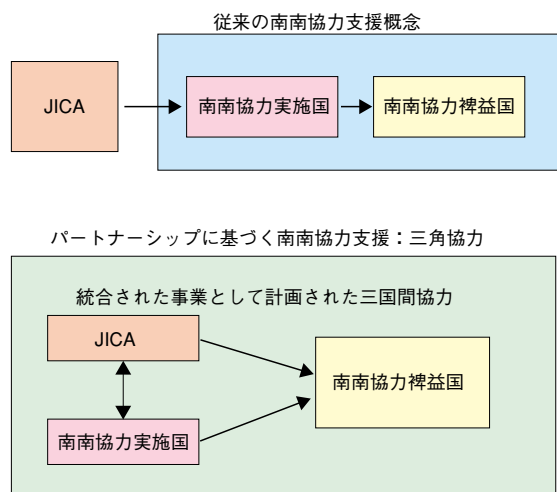 従来の南南協力支援概念
JICA
南南協力実施国
南南協力裨益国
パートナーシップに基づく南南協力支援：三角協力
統合された事業として計画された三国間協力
JICA
南南協力裨益国
南南協力実施国